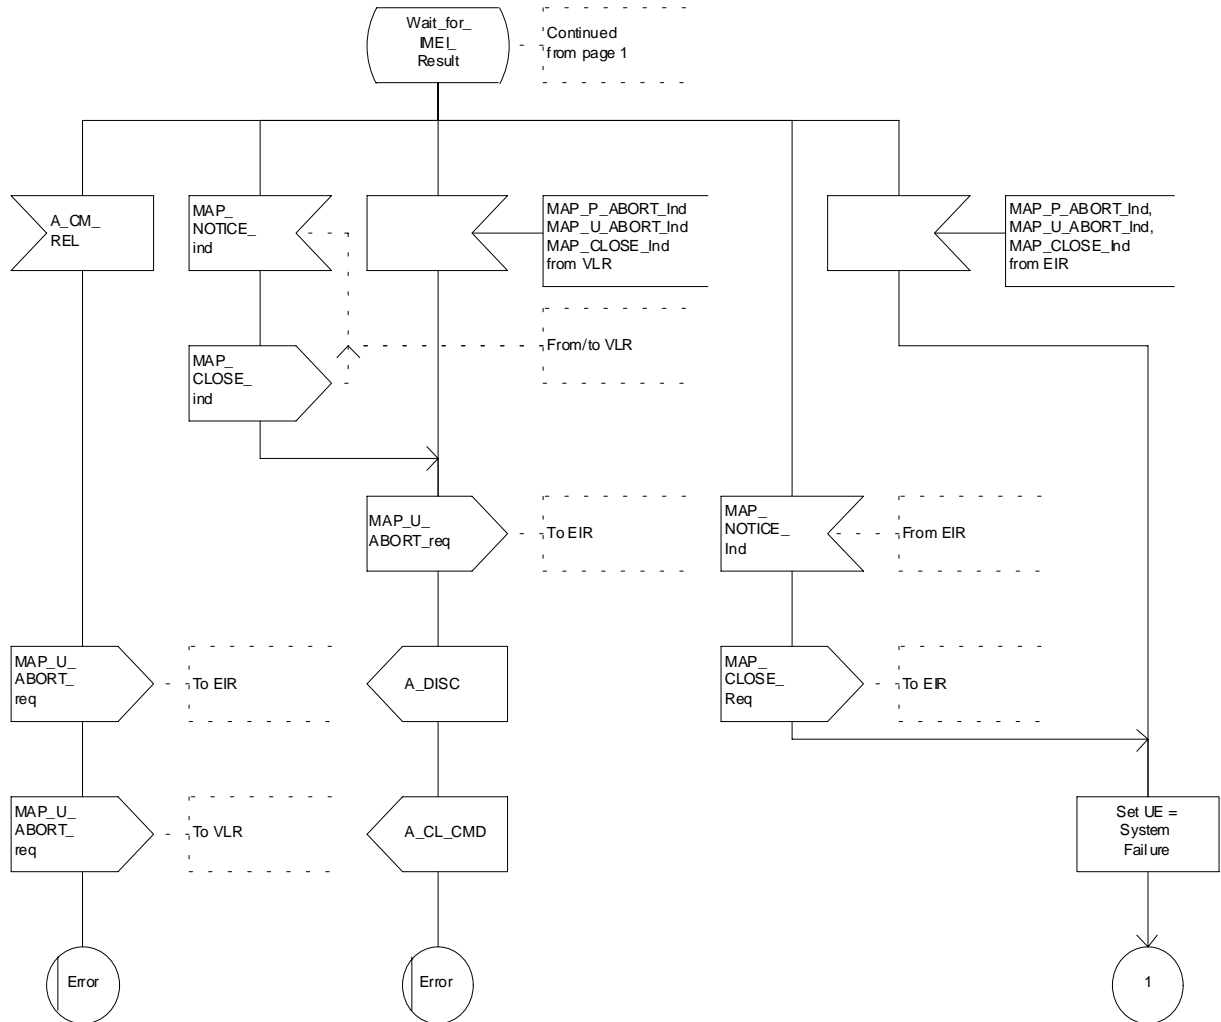 Wait_for_
IMEI_
Result
Continued
from page 1
A_CM_
REL
MAP_
NOTICE_
ind
MAP_P_ABORT_Ind
MAP_U_ABORT_Ind
MAP_CLOSE_Ind
from VLR
MAP_P_ABORT_Ind,
MAP_U_ABORT_Ind,
MAP_CLOSE_Ind
from EIR
MAP_
CLOSE_
ind
From/to VLR
MAP_U_
ABORT_req
To EIR
MAP_
NOTICE_
Ind
From EIR
MAP_U_
ABORT_
req
To EIR
A_DISC
MAP_
CLOSE_
Req
To EIR
MAP_U_
ABORT_
req
To VLR
A_CL_CMD
Set UE =
System
Failure
Error
Error
1